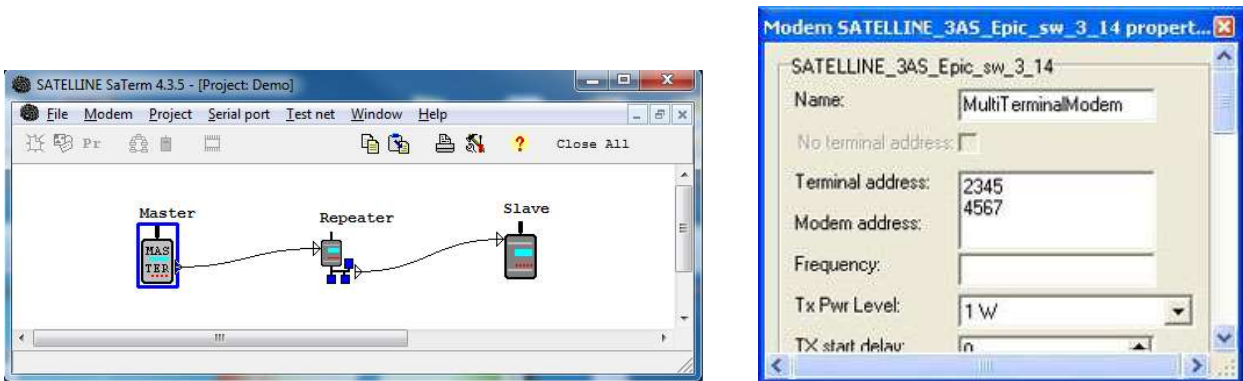 SATELLINE SaTerm 4.3.5 - [Project: Demo]
File Modem Project Serial port Test net Window Help
Pr ? Close All
Master
Repeater
Slave
MAS
TER
Modem SATELLINE_3AS_Epic_sw_3_14 propert...
SATELLINE_3AS_Epic_sw_3_14
Name: MultiTerminalModem
No terminal address:
Terminal address: 2345
4567
Modem address:
Frequency:
Tx Pwr Level: 1 W
TX start delay: 0